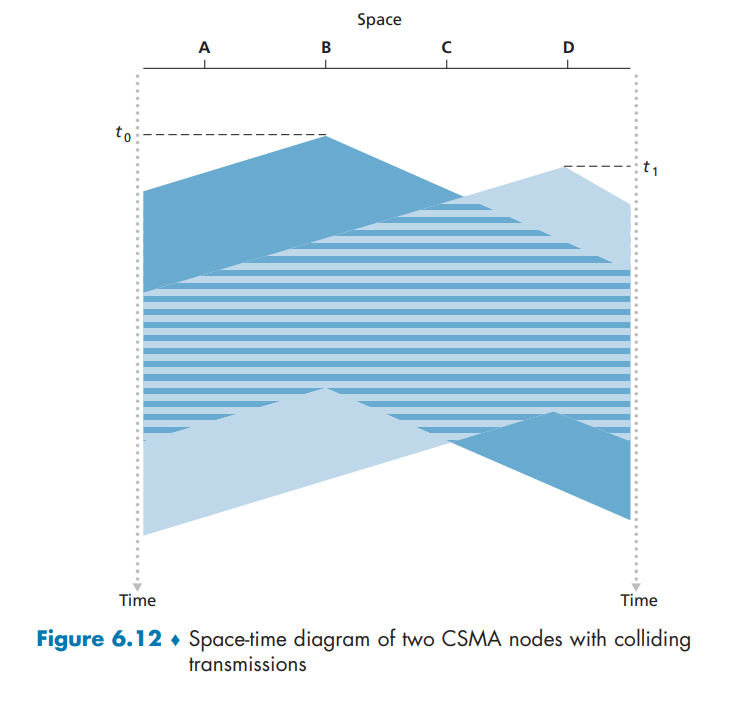 Space
A B C D
t0
t1
Time Time
Figure 6.12 ♦ Space-time diagram of two CSMA nodes with colliding
transmissions